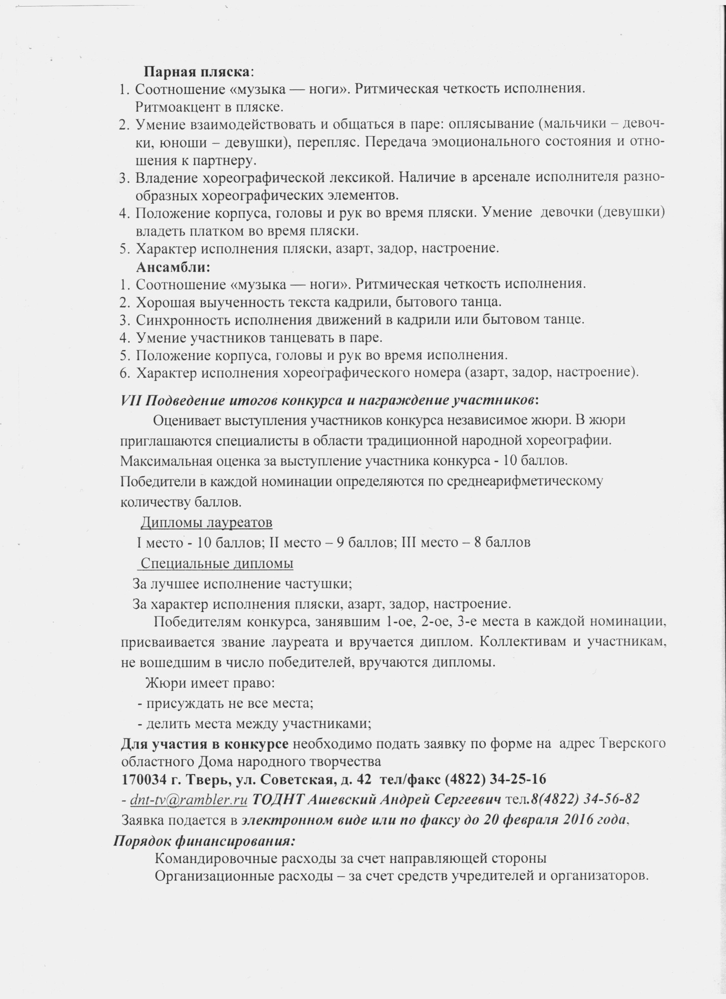 Парная пляска:
1. Соотношение «музыка — ноги». Ритмическая четкость исполнения.
Ритмоакцент в пляске.
2. Умение взаимодействовать и общаться в паре: оплясывание (мальчики – девоч-
ки, юноши – девушки), перепляс. Передача эмоционального состояния и отно-
шения к партнеру.
3. Владение хореографической лексикой. Наличие в арсенале исполнителя разно-
образных хореографических элементов.
4. Положение корпуса, головы и рук во время пляски. Умение девочки (девушки)
владеть платком во время пляски.
5. Характер исполнения пляски, азарт, задор, настроение.
Ансамбли:
1. Соотношение «музыка — ноги». Ритмическая четкость исполнения.
2. Хорошая выученность текста кадрили, бытового танца.
3. Синхронность исполнения движений в кадрили или бытовом танце.
4. Умение участников танцевать в паре.
5. Положение корпуса, головы и рук во время исполнения.
6. Характер исполнения хореографического номера (азарт, задор, настроение).
VII Подведение итогов конкурса и награждение участников:
Оценивает выступления участников конкурса независимое жюри. В жюри
приглашаются специалисты в области традиционной народной хореографии.
Максимальная оценка за выступление участника конкурса - 10 баллов.
Победители в каждой номинации определяются по среднеарифметическому
количеству баллов.
Дипломы лауреатов
I место - 10 баллов; II место – 9 баллов; III место – 8 баллов
Специальные дипломы
За лучшее исполнение частушки;
За характер исполнения пляски, азарт, задор, настроение.
Победителям конкурса, занявшим 1-ое, 2-ое, 3-е места в каждой номинации,
присваивается звание лауреата и вручается диплом. Коллективам и участникам,
не вошедшим в число победителей, вручаются дипломы.
Жюри имеет право:
- присуждать не все места;
- делить места между участниками;
Для участия в конкурсе необходимо подать заявку по форме на адрес Тверского
областного Дома народного творчества
170034 г. Тверь, ул. Советская, д. 42 тел/факс (4822) 34-25-16
- dnt-tv@rambler.ru ТОДНТ Ашевский Андрей Сергеевич тел.8(4822) 34-56-82
Заявка подается в электронном виде или по факсу до 20 февраля 2016 года,
Порядок финансирования:
Командировочные расходы за счет направляющей стороны
Организационные расходы – за счет средств учредителей и организаторов.